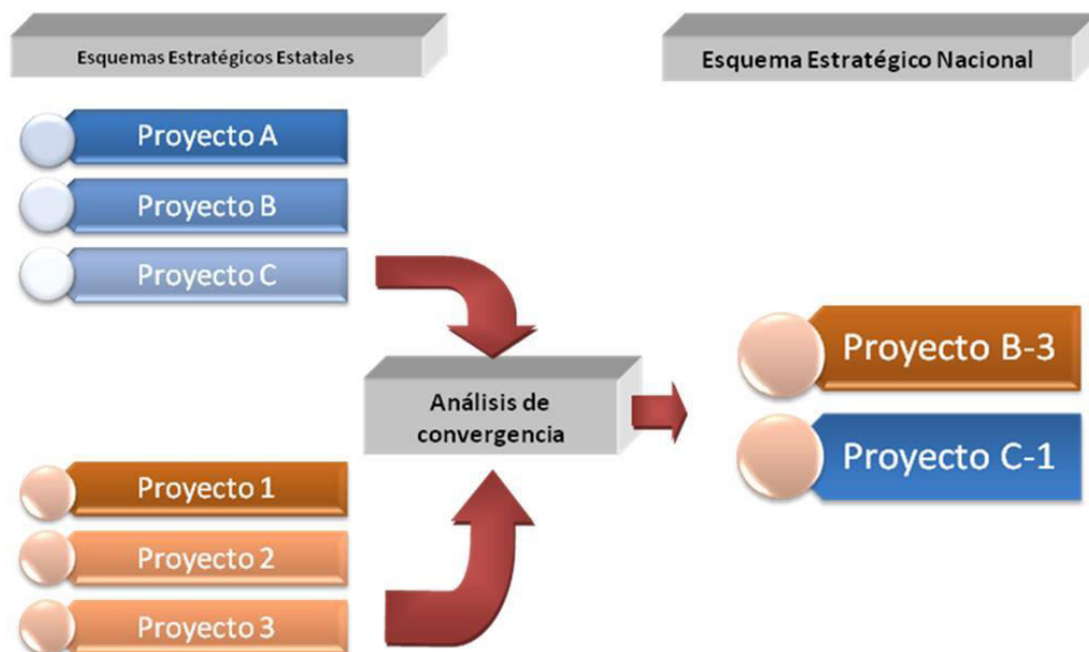 Esquemas Estratégicos Estatales
Esquema Estratégico Nacional
Proyecto A
Proyecto B
Proyecto C
Análisis de
convergencia
Proyecto B-3
Proyecto C-1
Proyecto 1
Proyecto 2
Proyecto 3